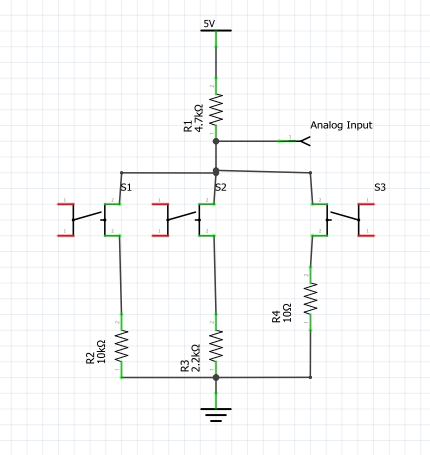 5V
R1
4.7kΩ
Analog Input
S1
S2
S3
R4
10Ω
R2
10kΩ
R3
2.2kΩ